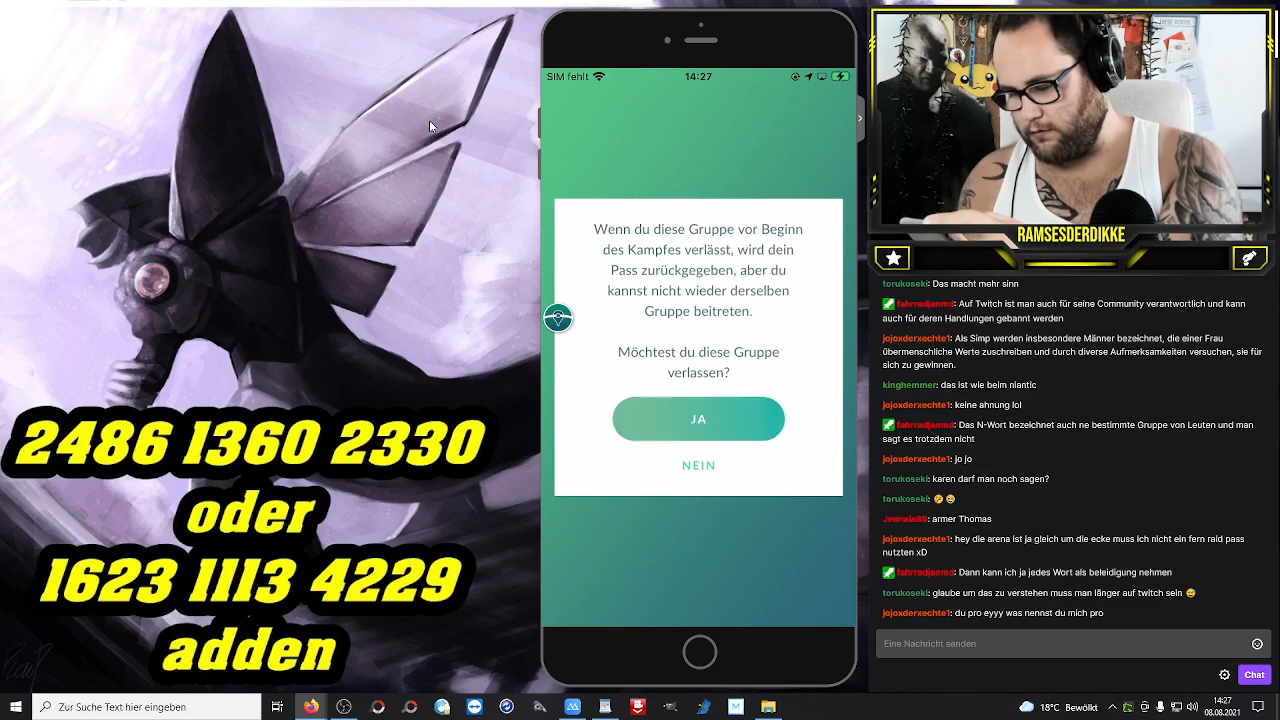 SIM fehlt
14:27
Wenn du diese Gruppe vor Beginn
des Kampfes verlässt, wird dein
Pass zurückgegeben, aber du
kannst nicht wieder derselben
Gruppe beitreten.
Möchtest du diese Gruppe
verlassen?
JA
NEIN
2486 1360 2330
oder
1623 1113 4229
adden
RAMSESDERDIKKE
torukoseki: Das macht mehr sinn
fahrradjanmd: Auf Twitch ist man auch für seine Community verantwortlich und kann
auch für deren Handlungen gebannt werden
jojoxderxechte1: Als Simp werden insbesondere Männer bezeichnet, die einer Frau
übermenschliche Werte zuschreiben und durch diverse Aufmerksamkeiten versuchen, sie für
sich zu gewinnen.
kinghemmer: das ist wie beim niantic
jojoxderxechte1: keine ahnung lol
fahrradjanmd: Das N-Wort bezeichnet auch ne bestimmte Gruppe von Leuten und man
sagt es trotzdem nicht
jojoxderxechte1: jo jo
torukoseki: karen darf man noch sagen?
torukoseki: 🤣😅
Jennaia86: armer Thomas
jojoxderxechte1: hey die arena ist ja gleich um die ecke muss ich nicht ein fern raid pass
nutzten xD
fahrradjanmd: Dann kann ich ja jedes Wort als beleidigung nehmen
torukoseki: glaube um das zu verstehen muss man länger auf twitch sein 😅
jojoxderxechte1: du pro eyyy was nennst du mich pro
Eine Nachricht senden
Chat
Zur Suche Text hier eingeben
18°C Bewölkt
14:27
08.08.2021